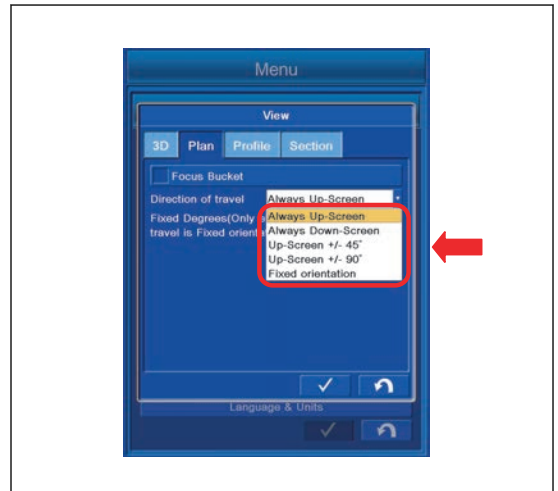 Menu
View
3D Plan Profile Section
Focus Bucket
Direction of travel Always Up-Screen
Fixed Degrees(Only Always Up-Screen
travel is Fixed Always Down-Screen
Up-Screen +/- 45°
Up-Screen +/- 90°
Fixed orientation
Language & Units